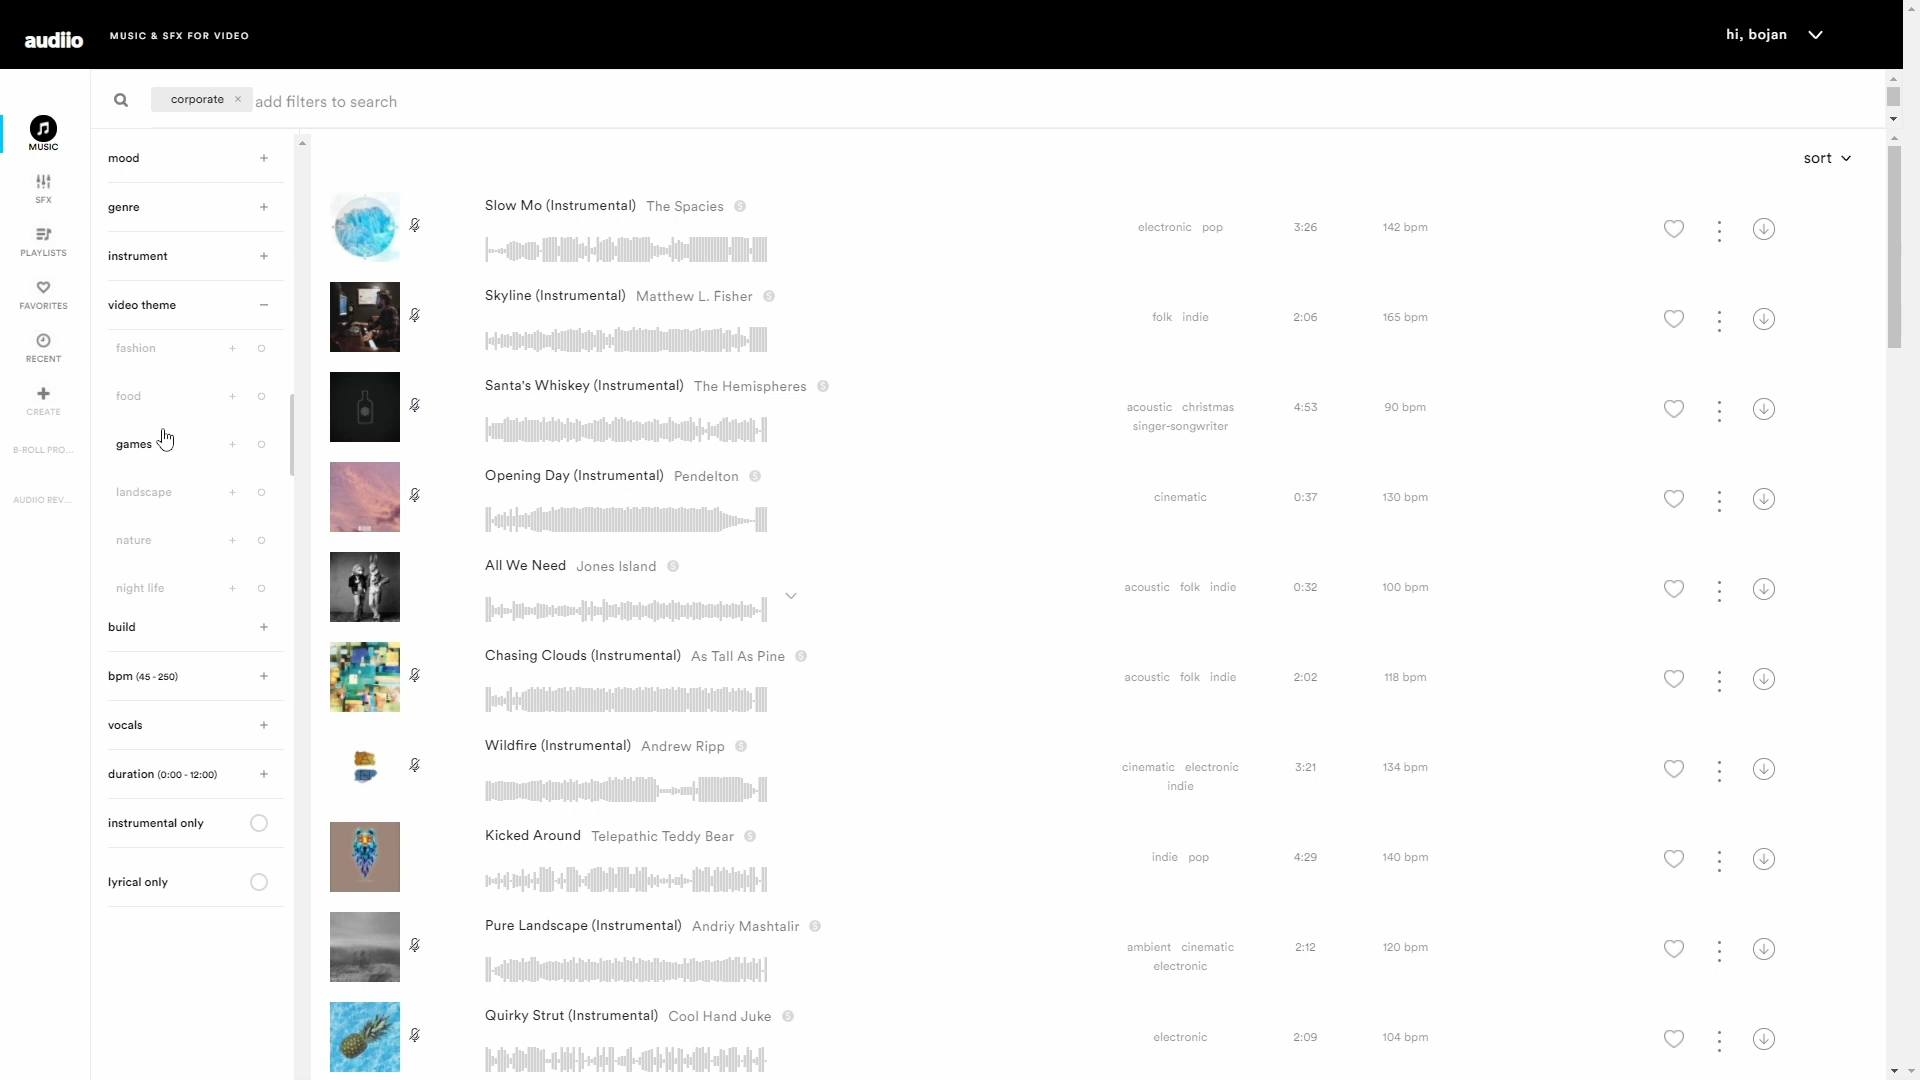 audiio MUSIC & SFX FOR VIDEO hi, bojan
corporate × add filters to search
MUSIC
SFX
PLAYLISTS
FAVORITES
RECENT
CREATE
B-ROLL PRO...
AUDIIO REV...
mood +
genre +
instrument +
video theme −
fashion +
food +
games +
landscape +
nature +
night life +
build +
bpm (45 - 250) +
vocals +
duration (0:00 - 12:00) +
instrumental only
lyrical only
sort
Slow Mo (Instrumental) The Spacies S
electronic pop 3:26 142 bpm
Skyline (Instrumental) Matthew L. Fisher S
folk indie 2:06 165 bpm
Santa's Whiskey (Instrumental) The Hemispheres S
acoustic christmas 4:53 90 bpm
singer-songwriter
Opening Day (Instrumental) Pendelton S
cinematic 0:37 130 bpm
All We Need Jones Island S
acoustic folk indie 0:32 100 bpm
Chasing Clouds (Instrumental) As Tall As Pine S
acoustic folk indie 2:02 118 bpm
Wildfire (Instrumental) Andrew Ripp S
cinematic electronic 3:21 134 bpm
indie
Kicked Around Telepathic Teddy Bear S
indie pop 4:29 140 bpm
Pure Landscape (Instrumental) Andriy Mashtalir S
ambient cinematic 2:12 120 bpm
electronic
Quirky Strut (Instrumental) Cool Hand Juke S
electronic 2:09 104 bpm